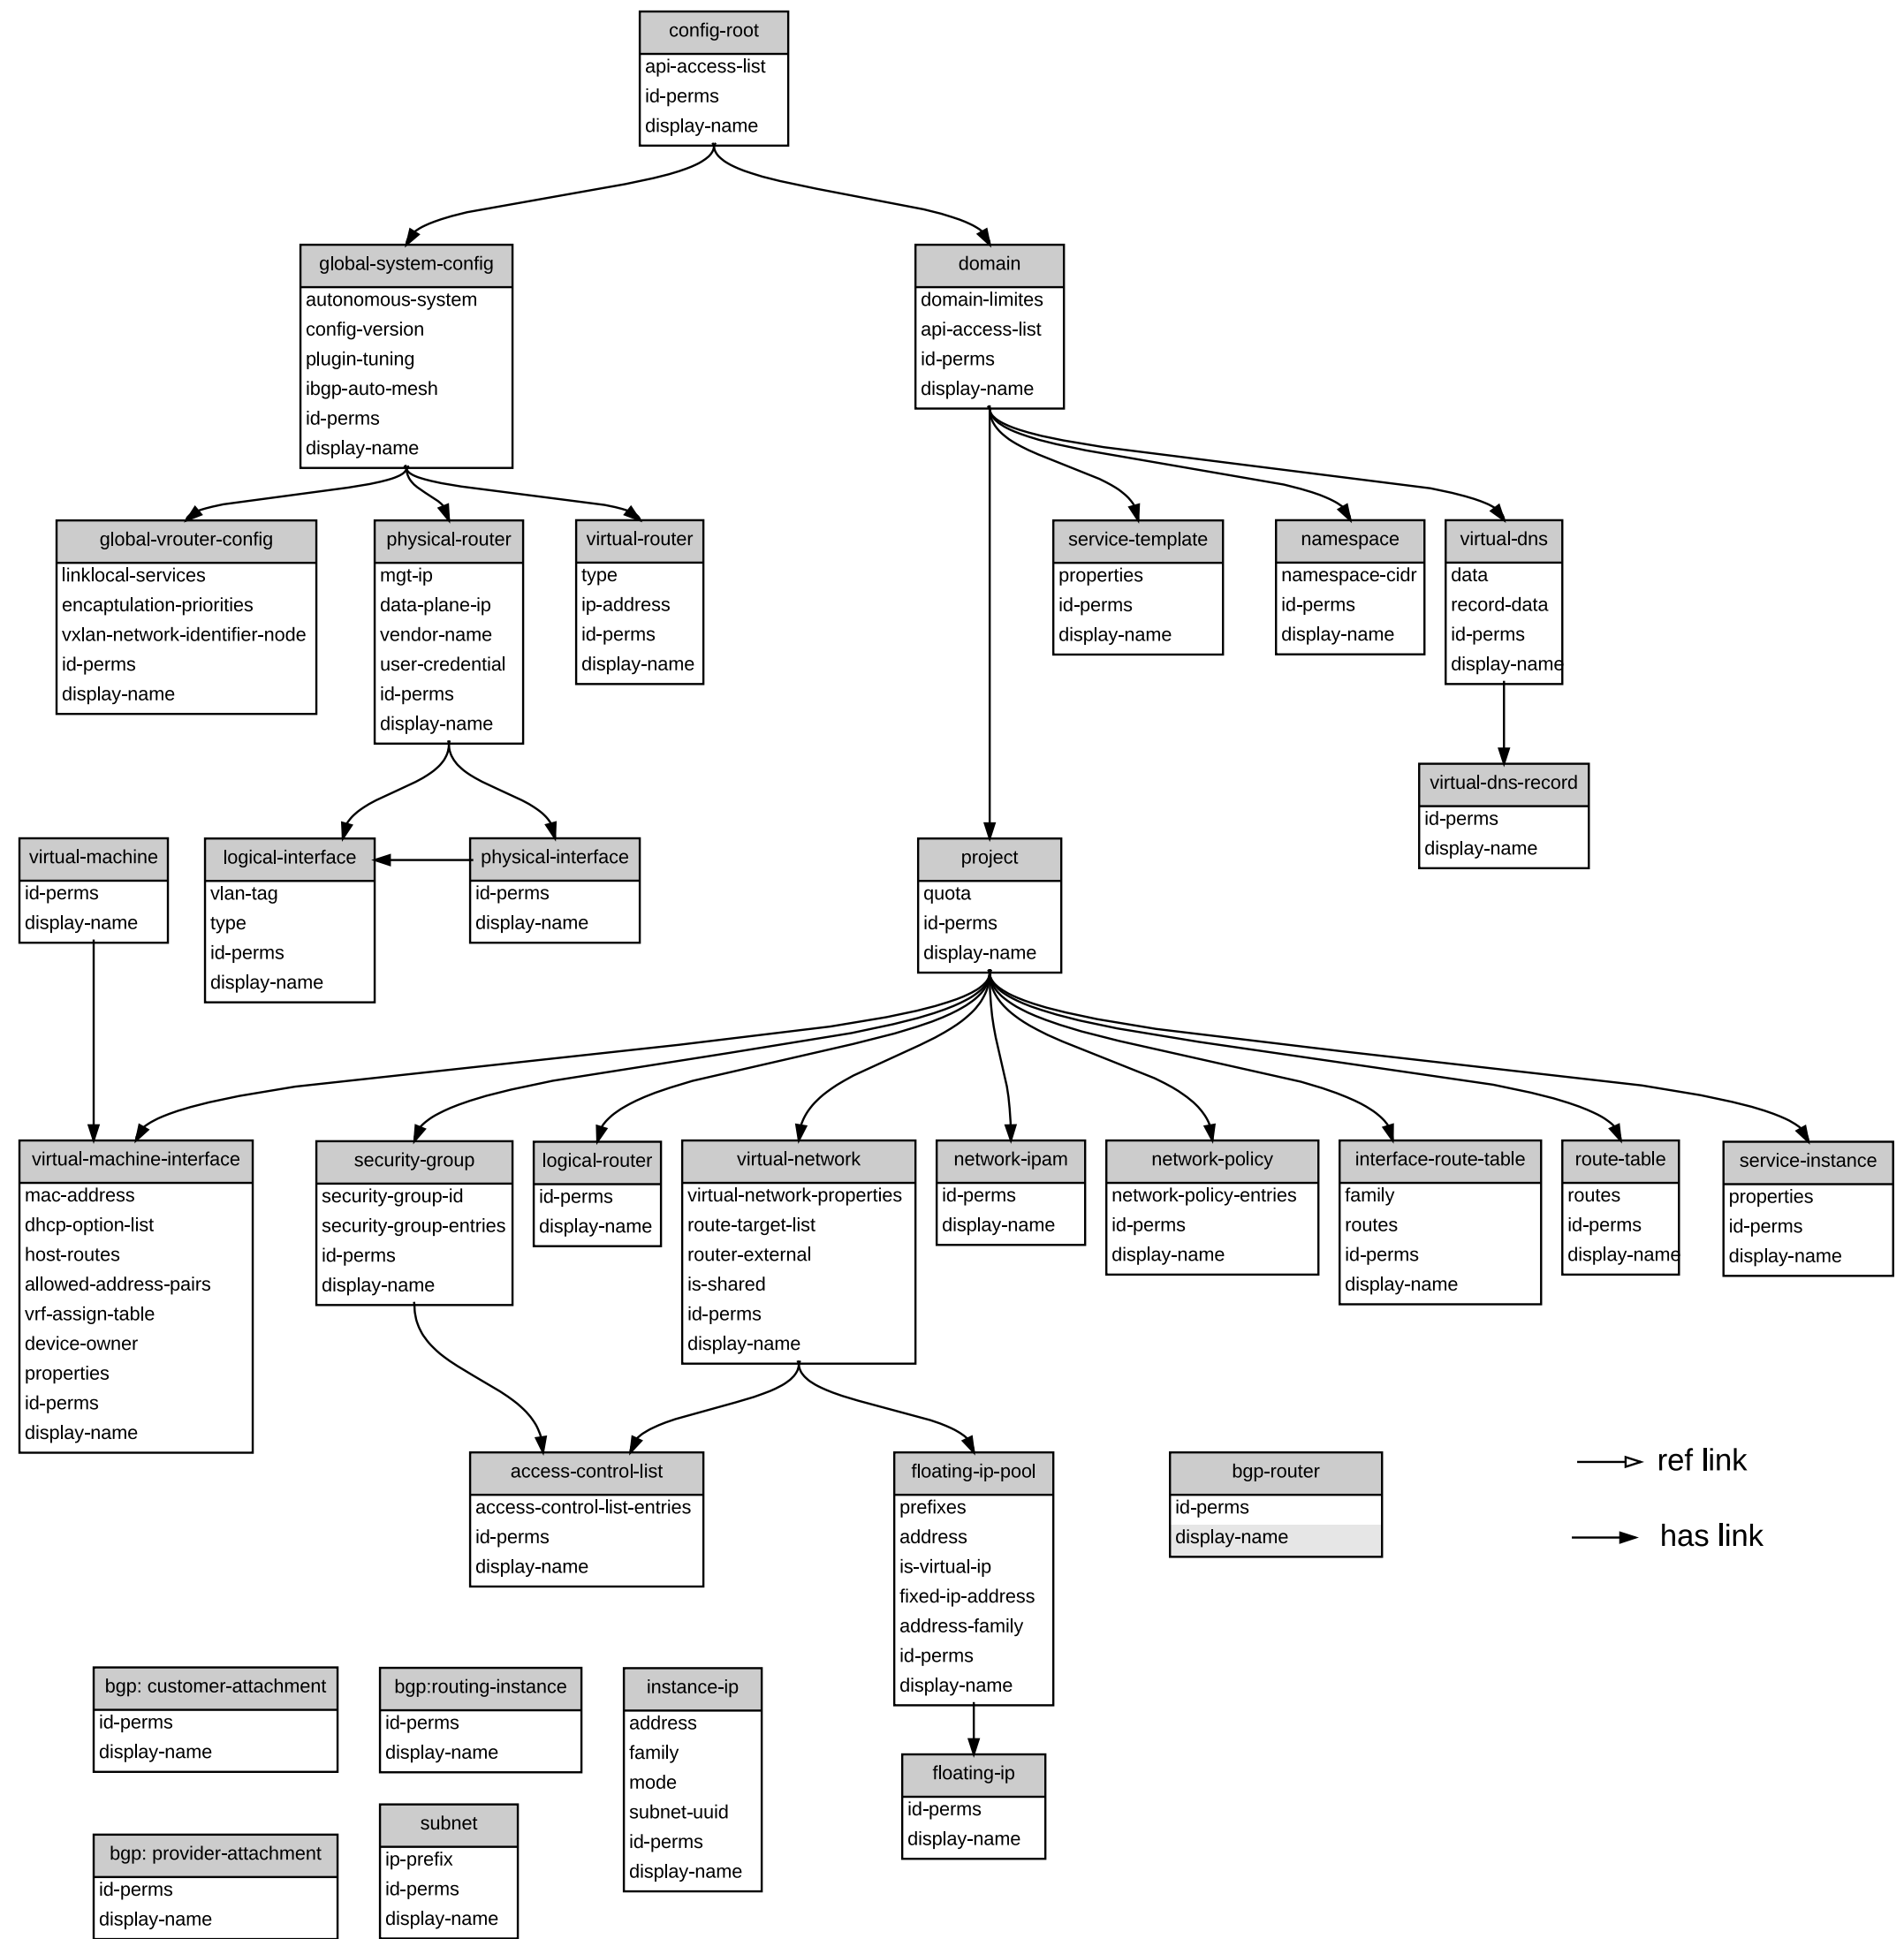 config-root
api-access-list
id-perms
display-name
global-system-config
autonomous-system
config-version
plugin-tuning
ibgp-auto-mesh
id-perms
display-name
domain
domain-limites
api-access-list
id-perms
display-name
global-vrouter-config
linklocal-services
encaptulation-priorities
vxlan-network-identifier-node
id-perms
display-name
physical-router
mgt-ip
data-plane-ip
vendor-name
user-credential
id-perms
display-name
virtual-router
type
ip-address
id-perms
display-name
service-template
properties
id-perms
display-name
namespace
namespace-cidr
id-perms
display-name
virtual-dns
data
record-data
id-perms
display-name
virtual-dns-record
id-perms
display-name
virtual-machine
id-perms
display-name
logical-interface
vlan-tag
type
id-perms
display-name
physical-interface
id-perms
display-name
project
quota
id-perms
display-name
virtual-machine-interface
mac-address
dhcp-option-list
host-routes
allowed-address-pairs
vrf-assign-table
device-owner
properties
id-perms
display-name
security-group
security-group-id
security-group-entries
id-perms
display-name
logical-router
id-perms
display-name
virtual-network
virtual-network-properties
route-target-list
router-external
is-shared
id-perms
display-name
network-ipam
id-perms
display-name
network-policy
network-policy-entries
id-perms
display-name
interface-route-table
family
routes
id-perms
display-name
route-table
routes
id-perms
display-name
service-instance
properties
id-perms
display-name
access-control-list
access-control-list-entries
id-perms
display-name
floating-ip-pool
prefixes
address
is-virtual-ip
fixed-ip-address
address-family
id-perms
display-name
bgp-router
id-perms
display_name
ref link
has link
bgp: customer-attachment
id-perms
display-name
bgp:routing-instance
id-perms
display-name
instance-ip
address
family
mode
subnet-uuid
id-perms
display-name
floating-ip
id-perms
display-name
bgp: provider-attachment
id-perms
display-name
subnet
ip-prefix
id-perms
display-name